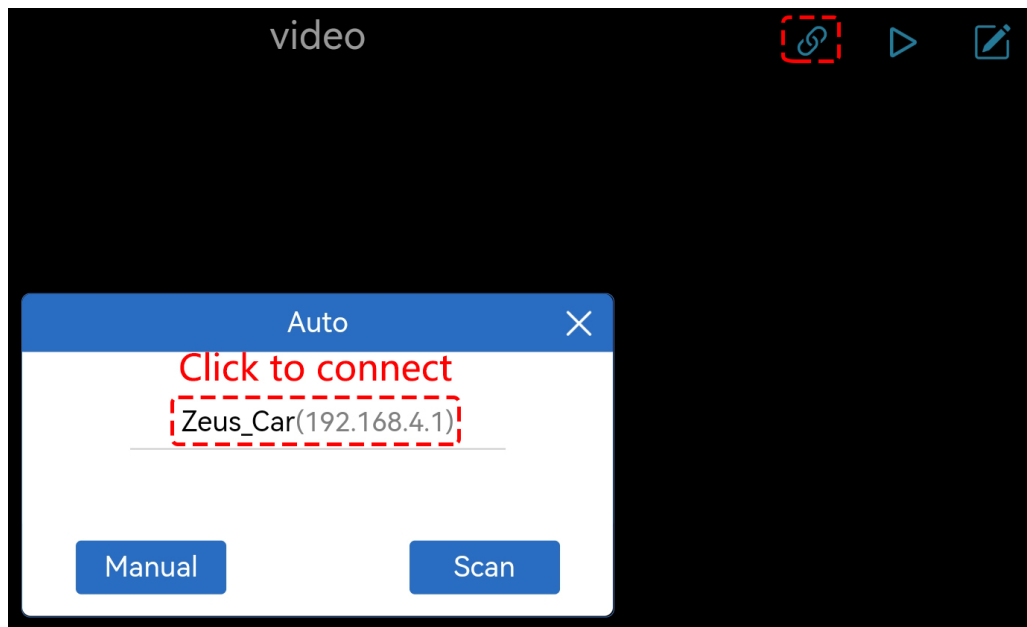 video
Auto
Click to connect
Zeus_Car(192.168.4.1)
Manual
Scan